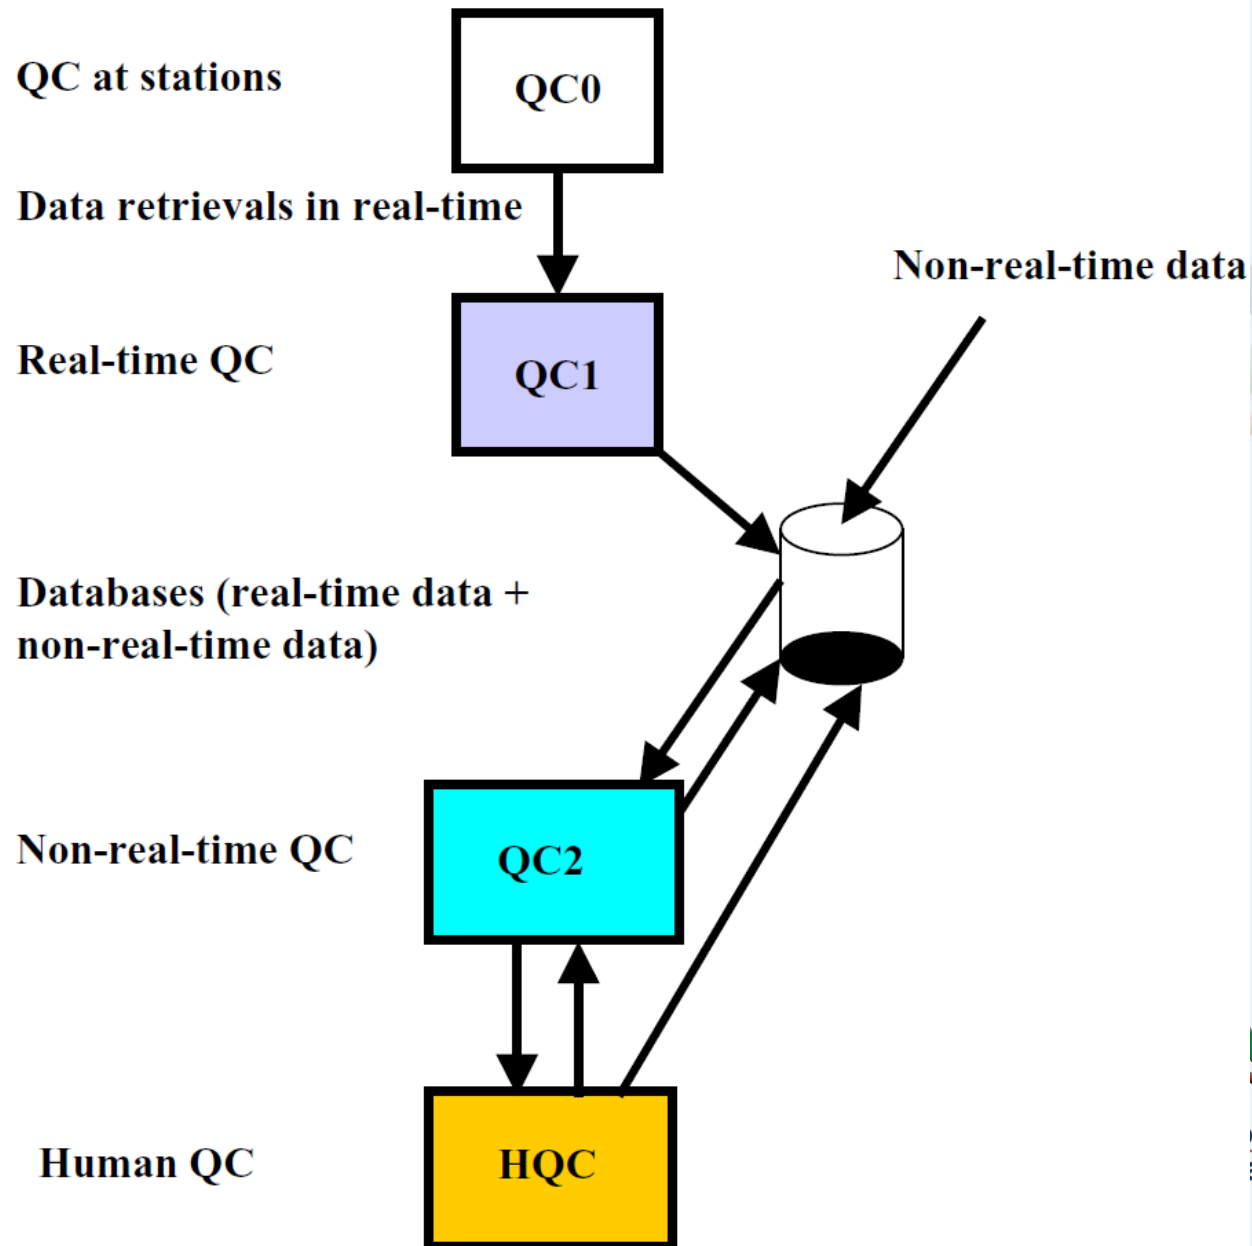 QC at stations
QC0
Data retrievals in real-time
Non-real-time data
Real-time QC
QC1
Databases (real-time data +
non-real-time data)
Non-real-time QC
QC2
Human QC
HQC